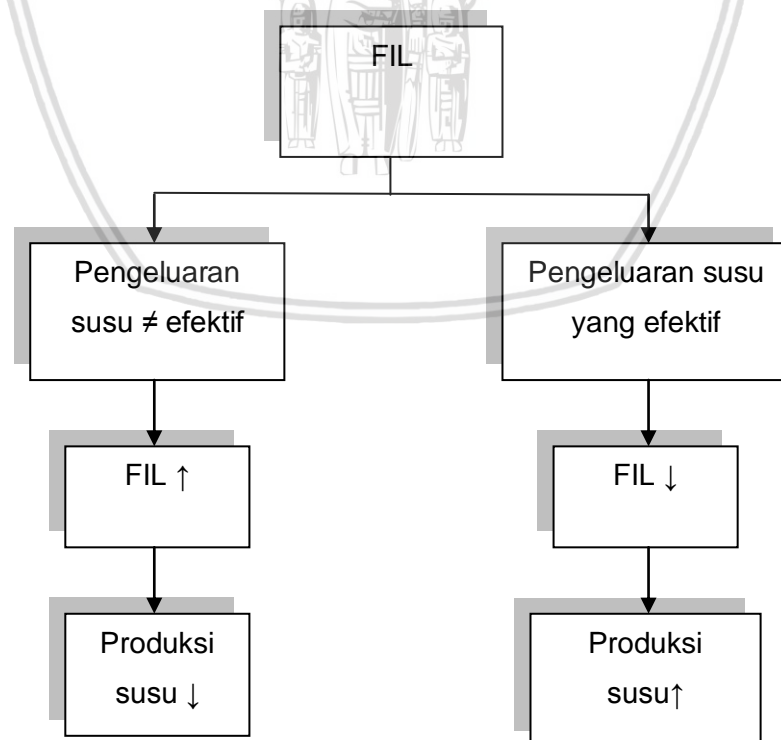 FIL
Pengeluaran
susu ≠ efektif
Pengeluaran susu
yang efektif
FIL ↑
FIL ↓
Produksi
susu ↓
Produksi
susu↑